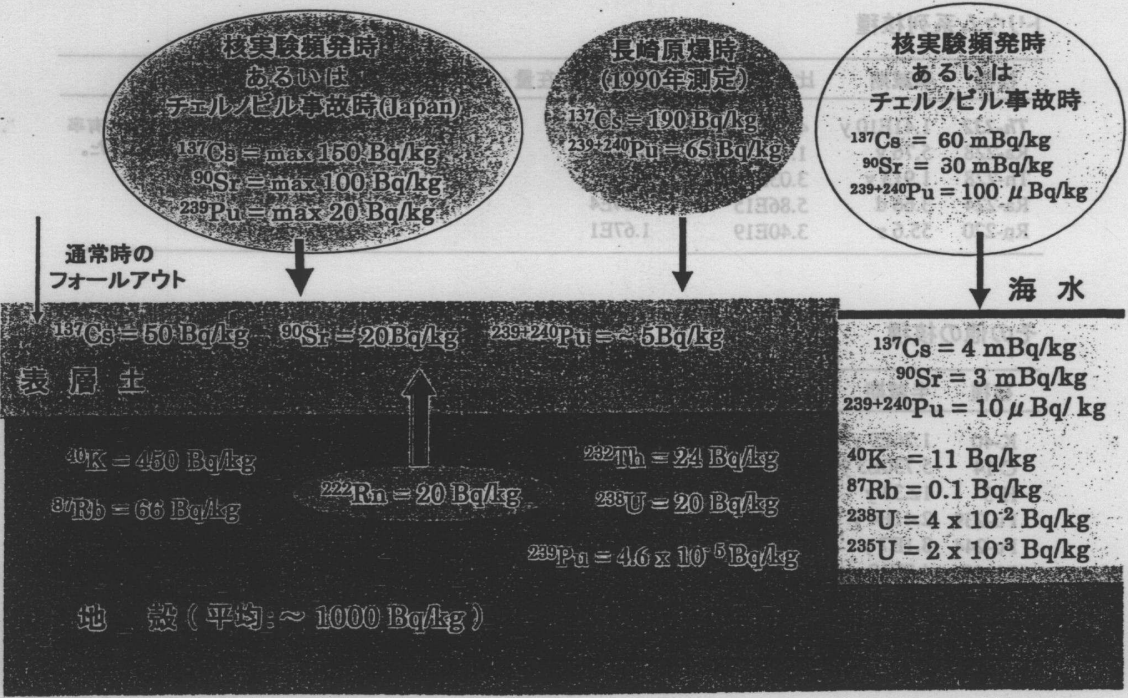 核実験頻発時
あるいは
チェルノビル事故時(Japan)
¹³⁷Cs = max 150 Bq/kg
⁹⁰Sr = max 100 Bq/kg
²³⁹Pu = max 20 Bq/kg
長崎原爆時
(1990年測定)
¹³⁷Cs = 190 Bq/kg
²³⁹⁺²⁴⁰Pu = 65 Bq/kg
核実験頻発時
あるいは
チェルノビル事故時
¹³⁷Cs = 60 mBq/kg
⁹⁰Sr = 30 mBq/kg
²³⁹⁺²⁴⁰Pu = 100 μ Bq/kg
通常時の
フォールアウト
海 水
¹³⁷Cs = 50 Bq/kg ⁹⁰Sr = 20Bq/kg ²³⁹⁺²⁴⁰Pu = ~ 5Bq/kg
表 層 土
⁴⁰K = 450 Bq/kg
⁸⁷Rb = 66 Bq/kg
²²²Rn = 20 Bq/kg
²³²Th = 24 Bq/kg
²³⁸U = 20 Bq/kg
²³⁹Pu = 4.6 x 10⁻⁵ Bq/kg
地 殻 ( 平均 : ~ 1000 Bq/kg )
¹³⁷Cs = 4 mBq/kg
⁹⁰Sr = 3 mBq/kg
²³⁹⁺²⁴⁰Pu = 10 μ Bq/ kg
⁴⁰K = 11 Bq/kg
⁸⁷Rb = 0.1 Bq/kg
²³⁸U = 4 x 10⁻² Bq/kg
²³⁵U = 2 x 10⁻³ Bq/kg